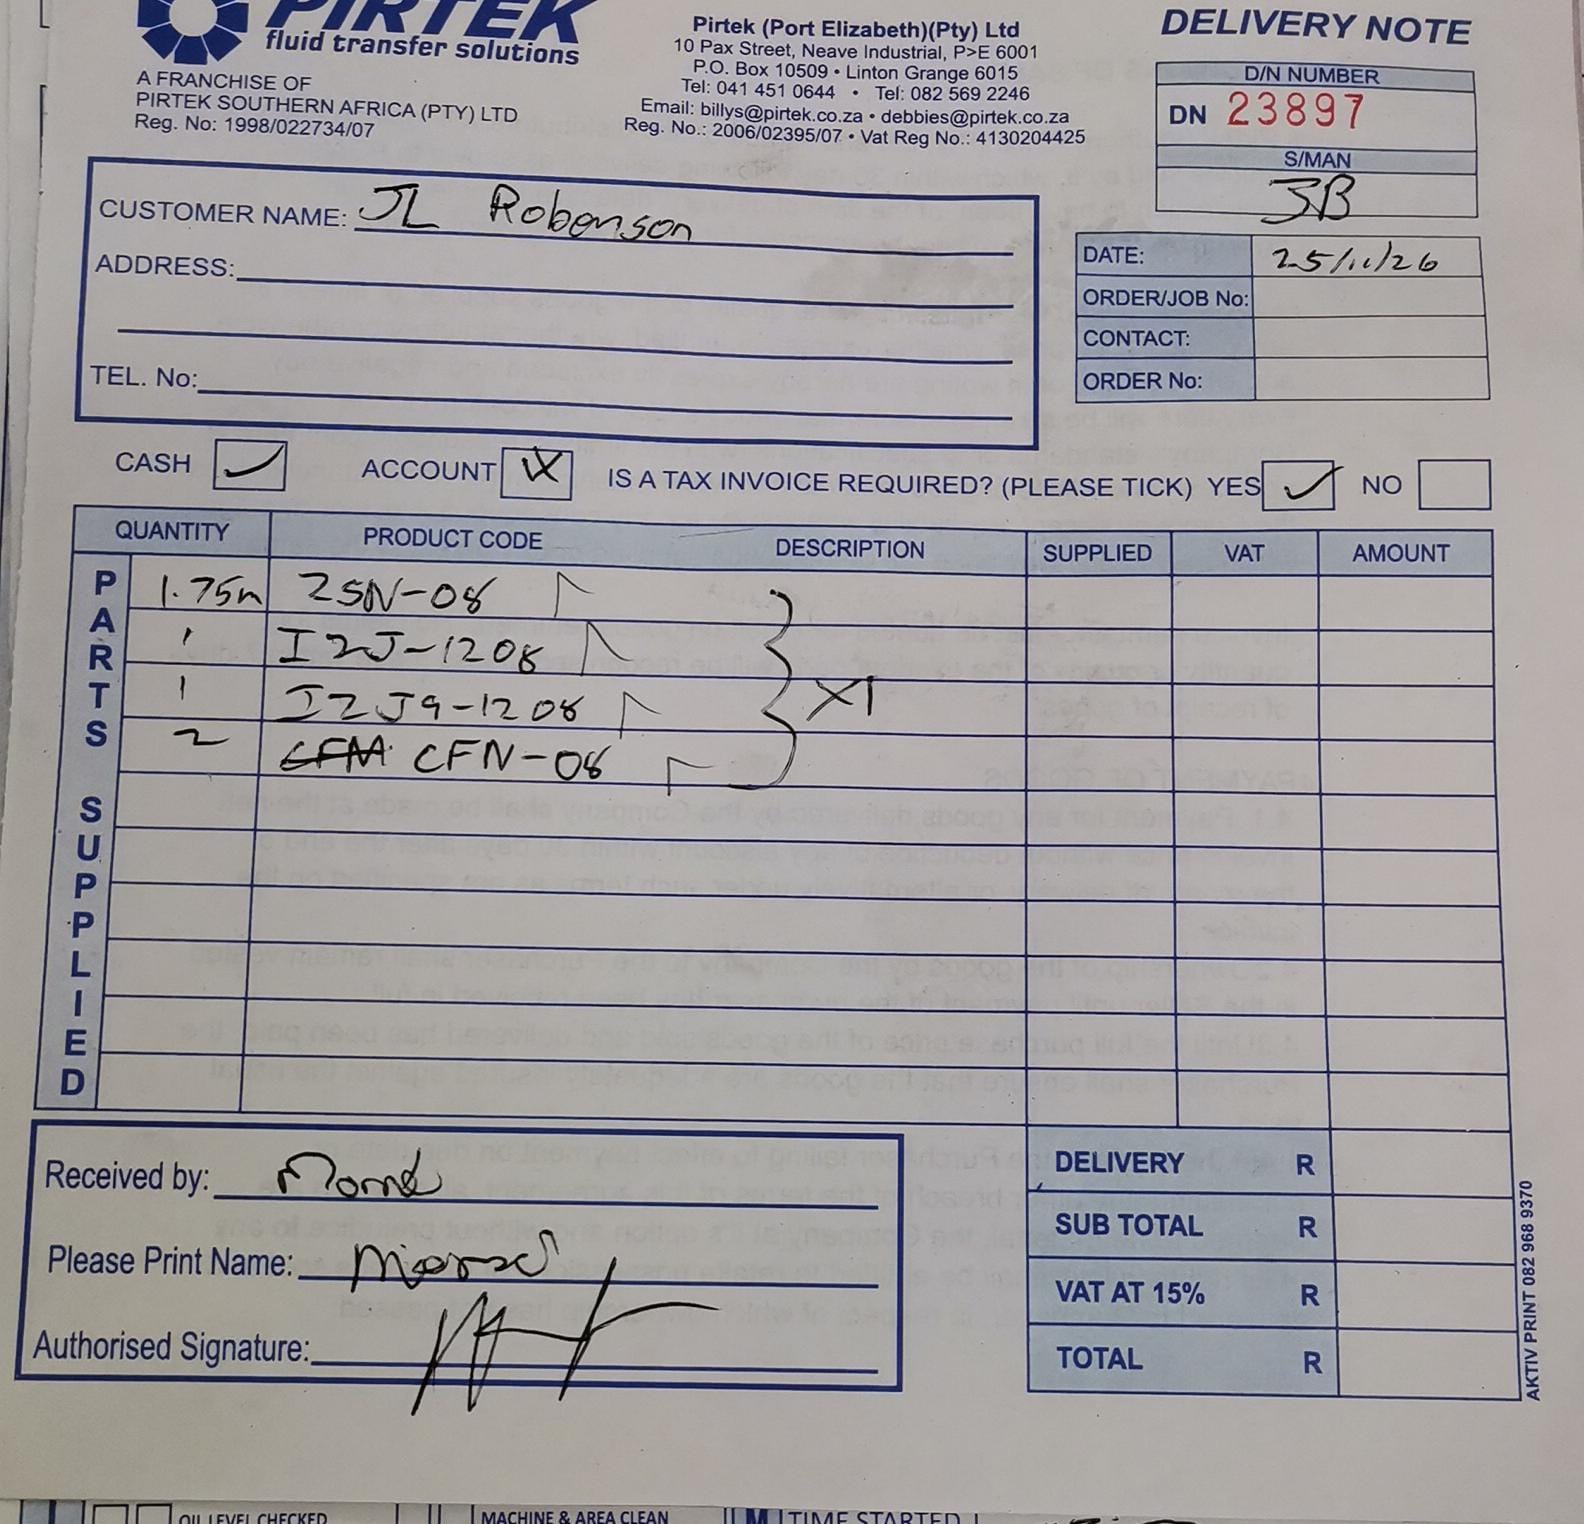 PIRTEK
fluid transfer solutions
A FRANCHISE OF
PIRTEK SOUTHERN AFRICA (PTY) LTD
Reg. No: 1998/022734/07
Pirtek (Port Elizabeth)(Pty) Ltd
10 Pax Street, Neave Industrial, P>E 6001
P.O. Box 10509 • Linton Grange 6015
Tel: 041 451 0644 • Tel: 082 569 2246
Email: billys@pirtek.co.za • debbies@pirtek.co.za
Reg. No.: 2006/02395/07 • Vat Reg No.: 4130204425
DELIVERY NOTE
D/N NUMBER
DN 23897
S/MAN
JB
CUSTOMER NAME: JL Robenson
ADDRESS:
TEL. No:
DATE: 25/11/26
ORDER/JOB No:
CONTACT:
ORDER No:
CASH ACCOUNT IS A TAX INVOICE REQUIRED? (PLEASE TICK) YES NO
QUANTITY PRODUCT CODE DESCRIPTION SUPPLIED VAT AMOUNT
PARTS SUPPLIED
1.75m 2SN-08
1 I2J-1208
1 I2J9-1208 X1
2 CFM CFN-08
Received by:
Please Print Name:
Authorised Signature:
DELIVERY R
SUB TOTAL R
VAT AT 15% R
TOTAL R
AKTIV PRINT 082 968 9370
OIL LEVEL CHECKED
MACHINE & AREA CLEAN
M TIME STARTED